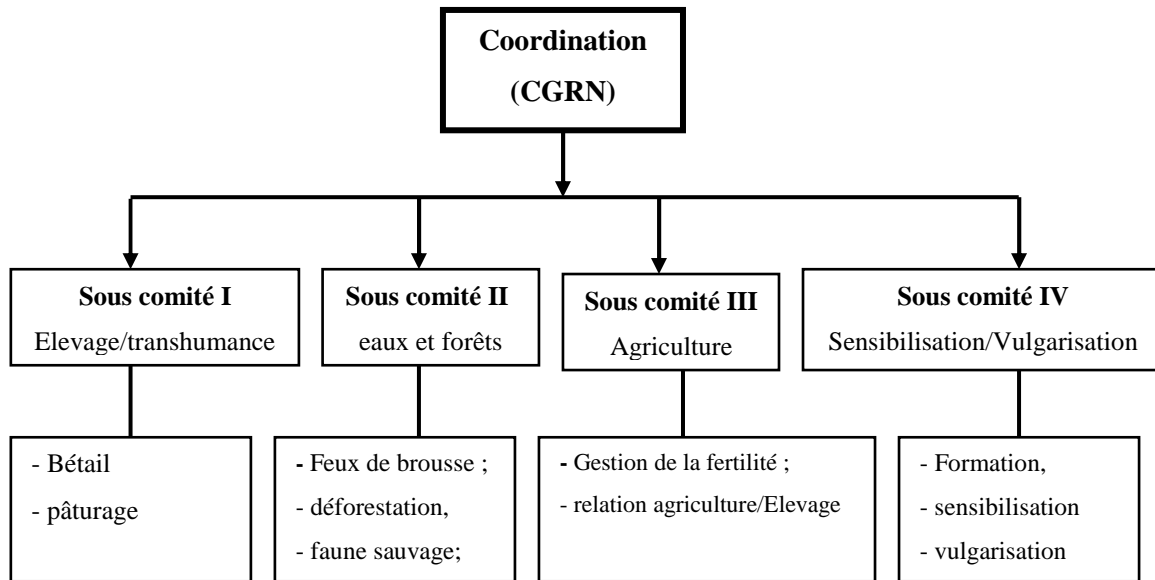 Coordination
(CGRN)
Sous comité I
Elevage/transhumance
Sous comité II
eaux et forêts
Sous comité III
Agriculture
Sous comité IV
Sensibilisation/Vulgarisation
- Bétail
- pâturage
- Feux de brousse ;
- déforestation,
- faune sauvage;
- Gestion de la fertilité ;
- relation agriculture/Elevage
- Formation,
- sensibilisation
- vulgarisation